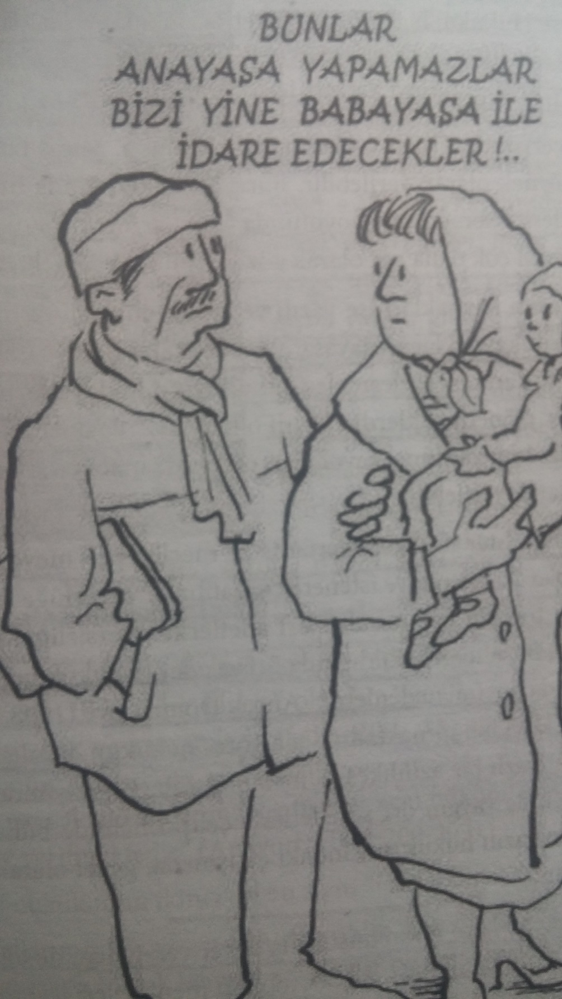 BUNLAR
ANAYASA YAPAMAZLAR
BİZİ YİNE BABAYASA İLE
İDARE EDECEKLER!..